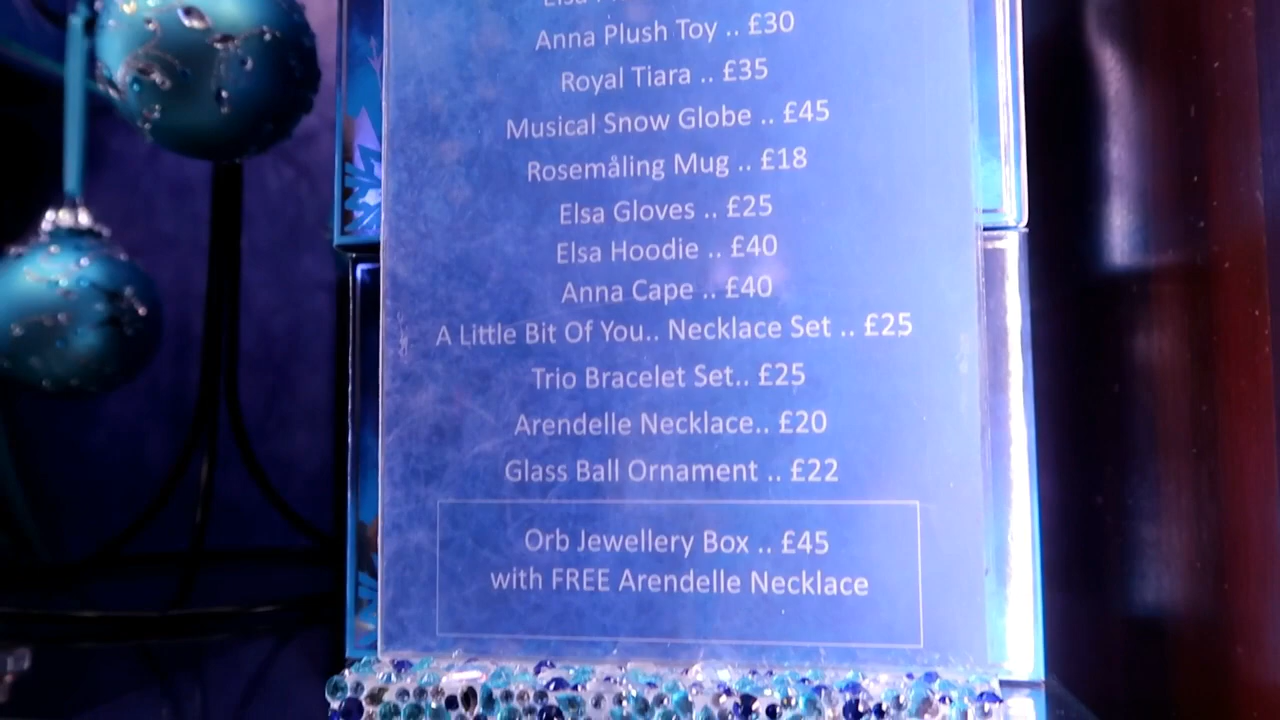 Elsa
Anna Plush Toy .. £30
Royal Tiara .. £35
Musical Snow Globe .. £45
Rosemåling Mug .. £18
Elsa Gloves .. £25
Elsa Hoodie .. £40
Anna Cape .. £40
A Little Bit Of You.. Necklace Set .. £25
Trio Bracelet Set.. £25
Arendelle Necklace.. £20
Glass Ball Ornament .. £22
Orb Jewellery Box .. £45
with FREE Arendelle Necklace